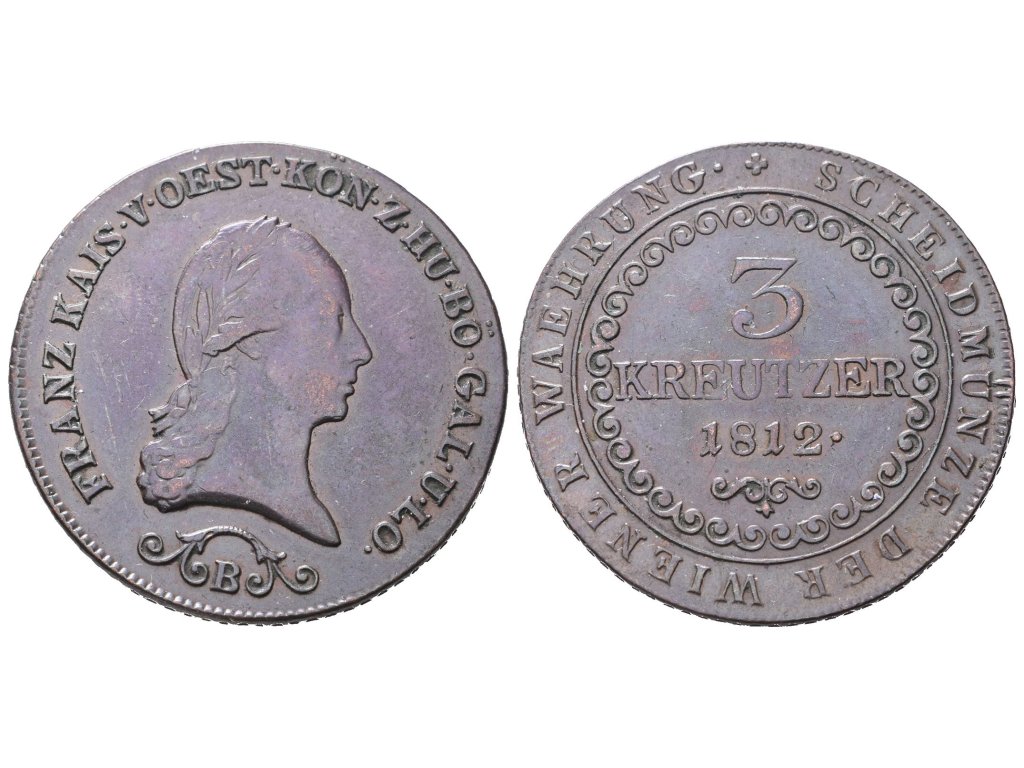 FRANZ KAIS·V·OEST·KON·Z·HU·BÖ·GAL·U·LO·
B
SCHEIDMÜNZE DER WIENER WAEHRUNG·
3
KREUTZER
1812·